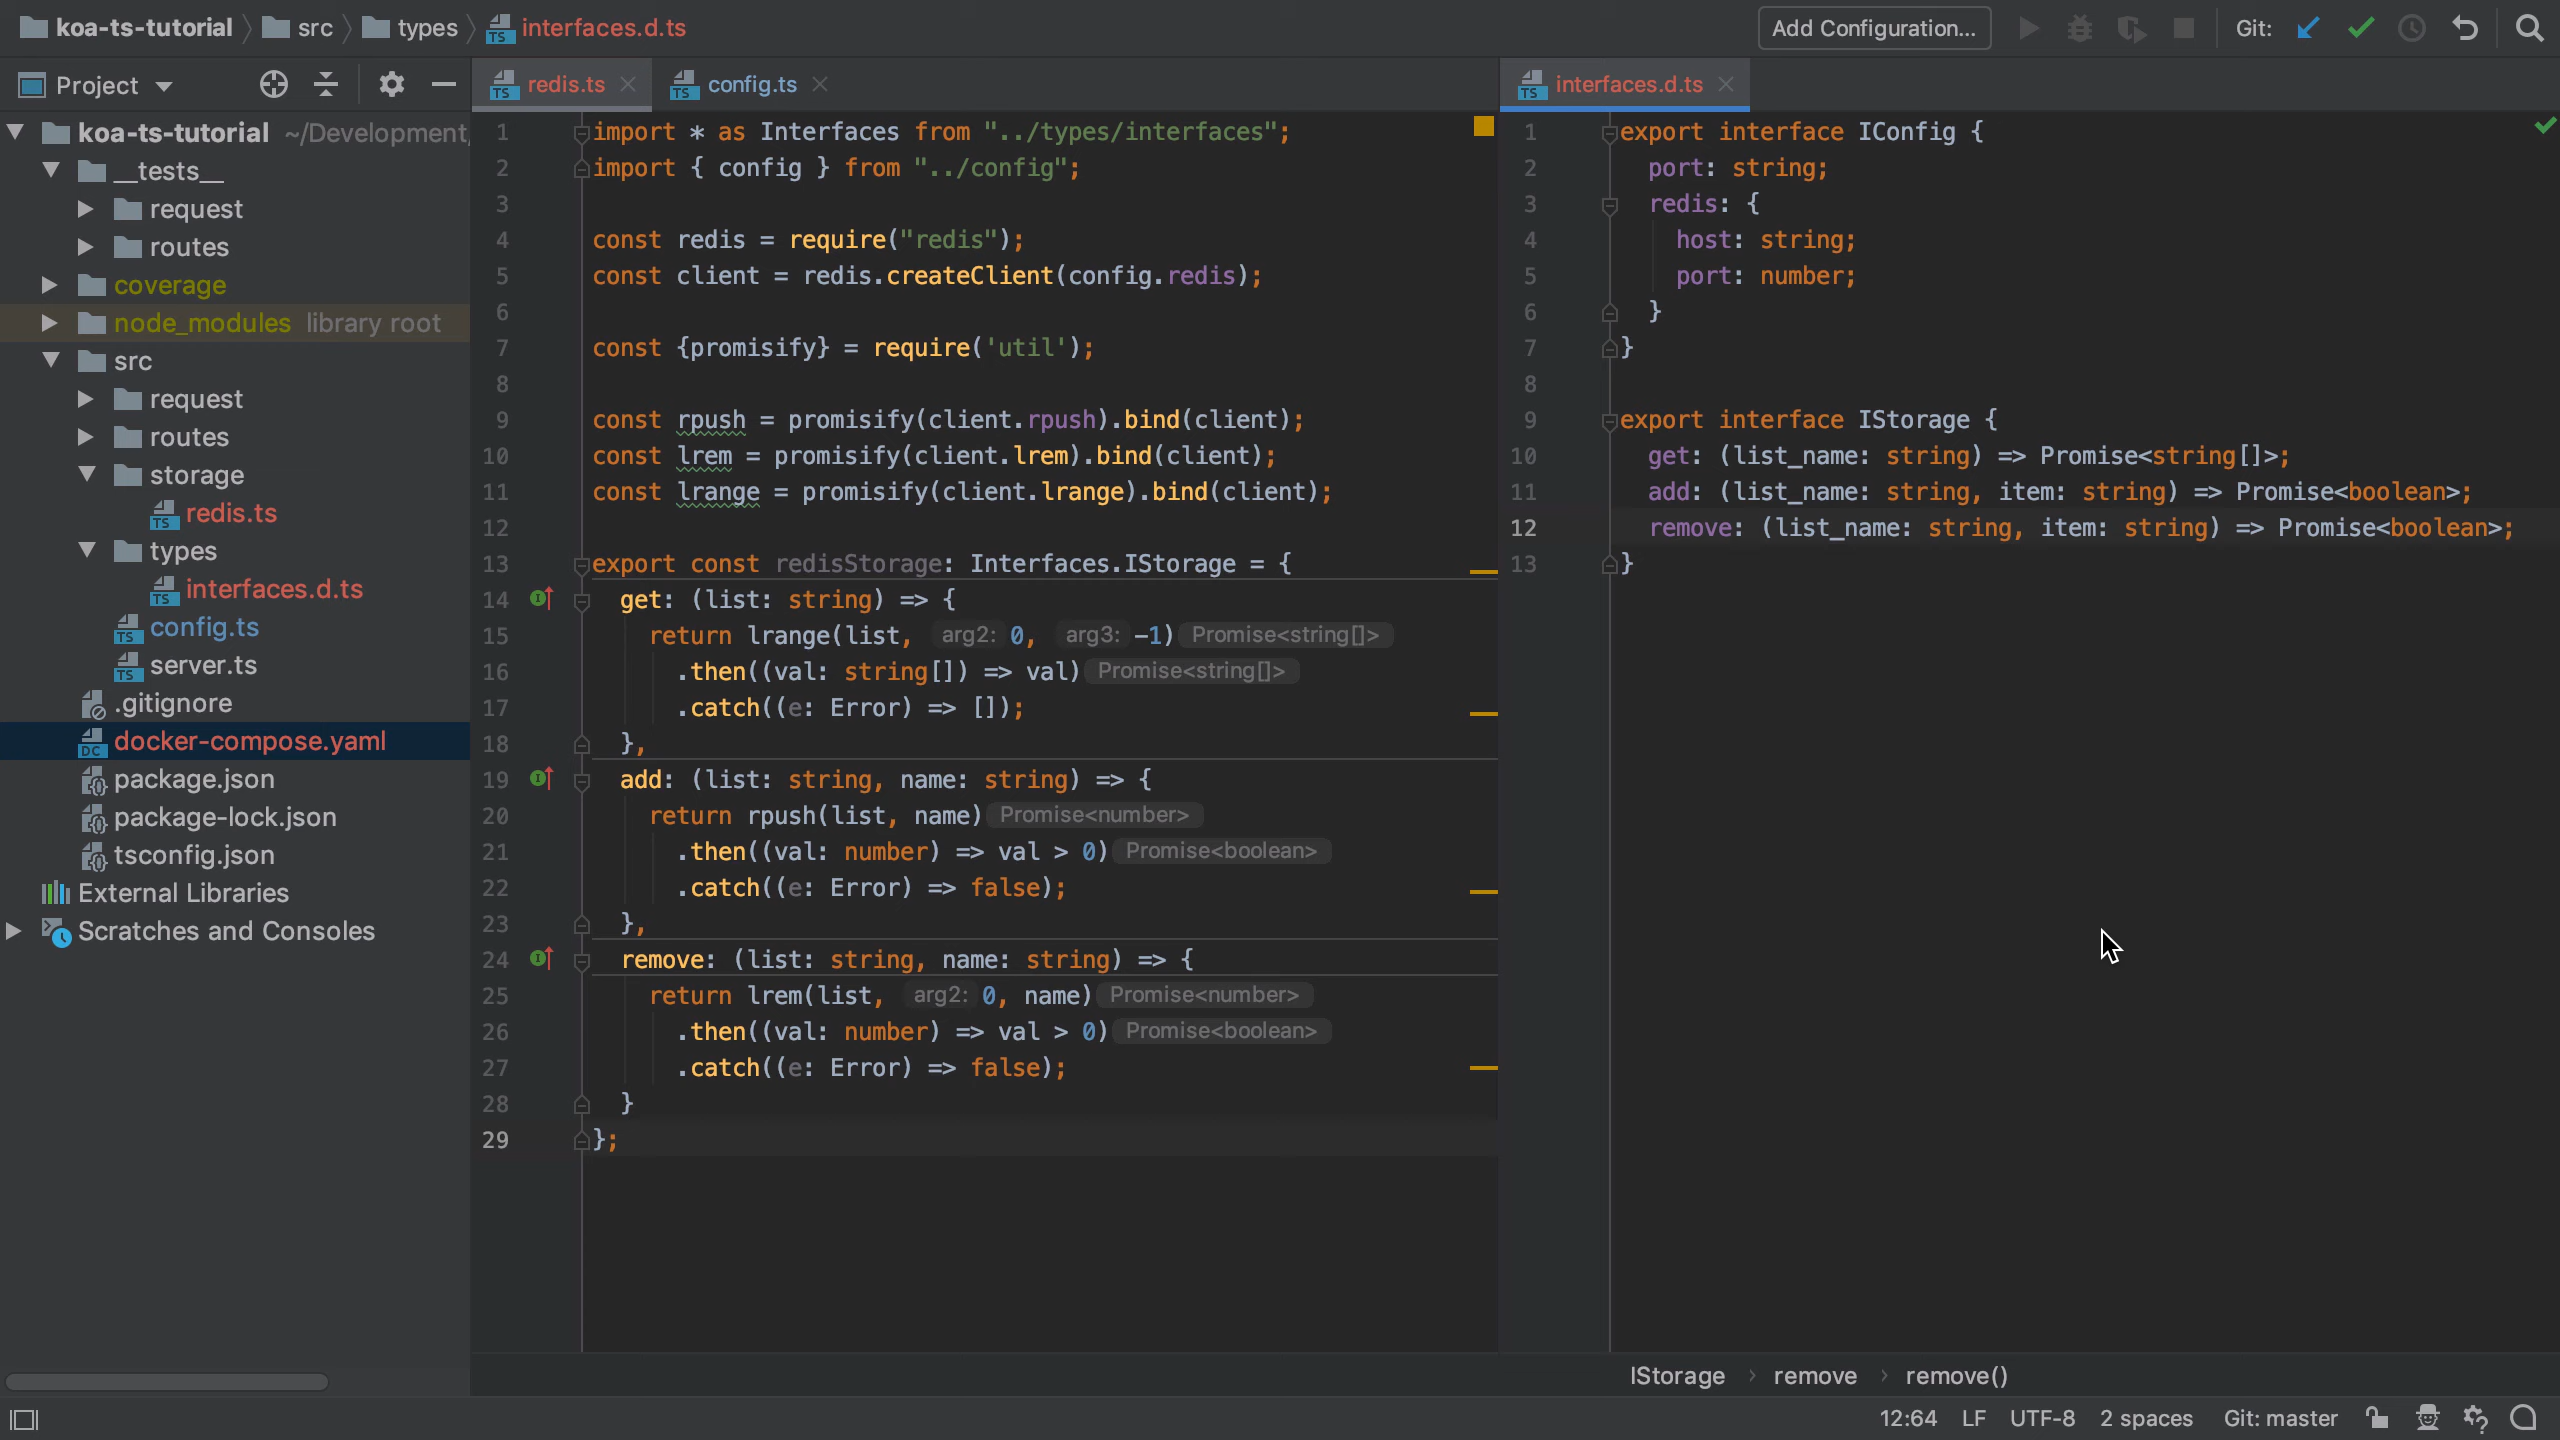 koa-ts-tutorial src types interfaces.d.ts Add Configuration... Git:
Project
redis.ts config.ts interfaces.d.ts
koa-ts-tutorial ~/Development,
__tests__
request
routes
coverage
node_modules library root
src
request
routes
storage
redis.ts
types
interfaces.d.ts
config.ts
server.ts
.gitignore
docker-compose.yaml
package.json
package-lock.json
tsconfig.json
External Libraries
Scratches and Consoles
1 import * as Interfaces from "../types/interfaces";
2 import { config } from "../config";
3
4 const redis = require("redis");
5 const client = redis.createClient(config.redis);
6
7 const {promisify} = require('util');
8
9 const rpush = promisify(client.rpush).bind(client);
10 const lrem = promisify(client.lrem).bind(client);
11 const lrange = promisify(client.lrange).bind(client);
12
13 export const redisStorage: Interfaces.IStorage = {
14 get: (list: string) => {
15 return lrange(list, arg2: 0, arg3: -1) Promise<string[]>
16 .then((val: string[]) => val) Promise<string[]>
17 .catch((e: Error) => []);
18 },
19 add: (list: string, name: string) => {
20 return rpush(list, name) Promise<number>
21 .then((val: number) => val > 0) Promise<boolean>
22 .catch((e: Error) => false);
23 },
24 remove: (list: string, name: string) => {
25 return lrem(list, arg2: 0, name) Promise<number>
26 .then((val: number) => val > 0) Promise<boolean>
27 .catch((e: Error) => false);
28 }
29 };
1 export interface IConfig {
2 port: string;
3 redis: {
4 host: string;
5 port: number;
6 }
7 }
8
9 export interface IStorage {
10 get: (list_name: string) => Promise<string[]>;
11 add: (list_name: string, item: string) => Promise<boolean>;
12 remove: (list_name: string, item: string) => Promise<boolean>;
13 }
IStorage › remove › remove()
12:64 LF UTF-8 2 spaces Git: master